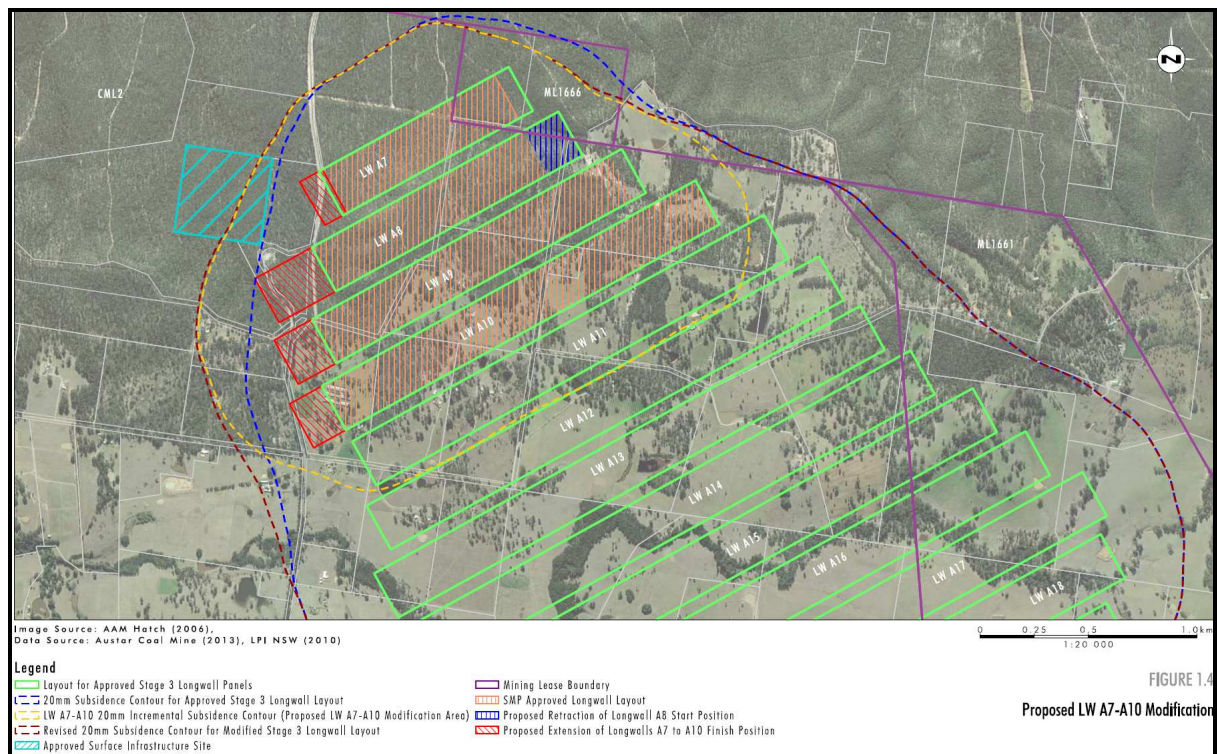 N
CML2
ML1666
ML1661
LW A7
LW A8
LW A9
LW A10
LW A11
LW A12
LW A13
LW A14
LW A15
LW A16
LW A17
LW A18
Image Source: AAM Hatch (2006),
Data Source: Austar Coal Mine (2013), LPI NSW (2010)
0 0,25 0,5 1,0km
1:20 000
Legend
Layout for Approved Stage 3 Longwall Panels
20mm Subsidence Contour for Approved Stage 3 Longwall Layout
LW A7-A10 20mm Incremental Subsidence Contour (Proposed LW A7-A10 Modification Area)
Revised 20mm Subsidence Contour for Modified Stage 3 Longwall Layout
Approved Surface Infrastructure Site
Mining Lease Boundary
SMP Approved Longwall Layout
Proposed Retraction of Longwall A8 Start Position
Proposed Extension of Longwalls A7 to A10 Finish Position
FIGURE 1.4
Proposed LW A7-A10 Modification